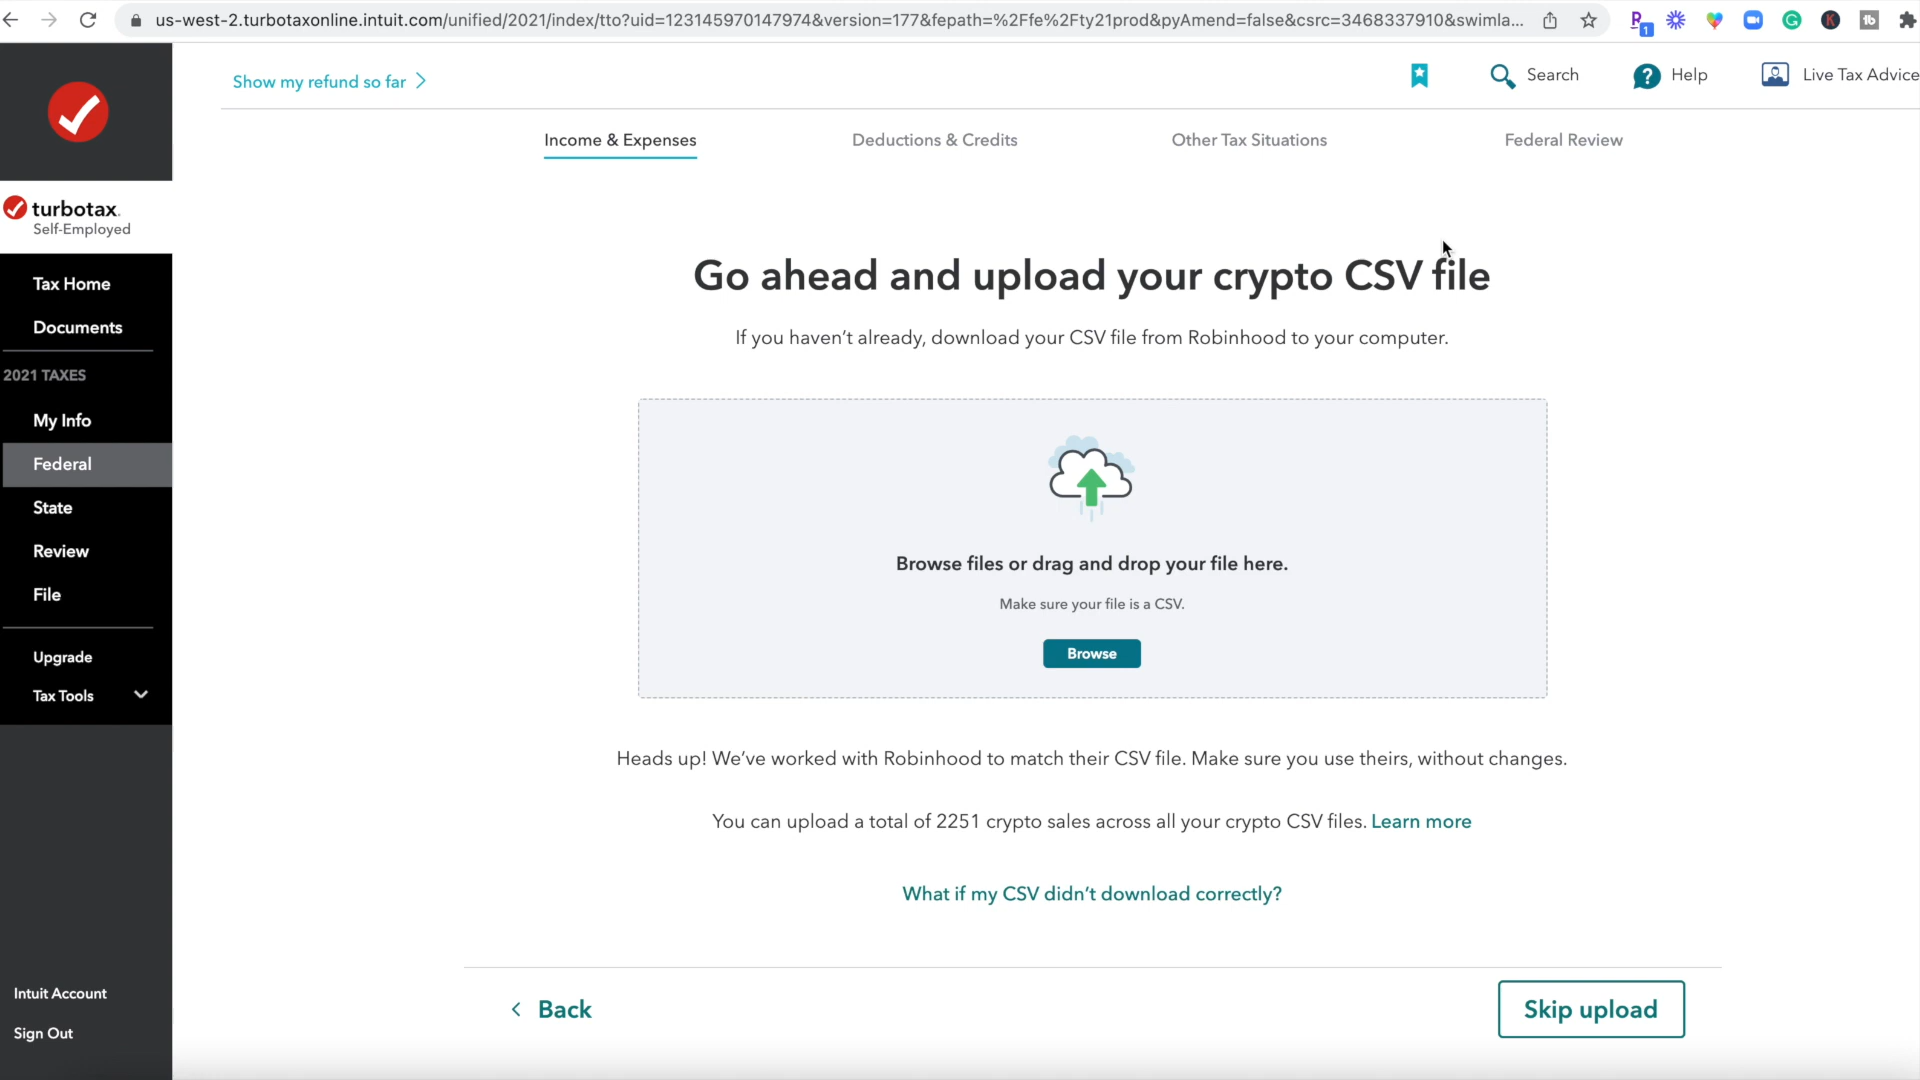 us-west-2.turbotaxonline.intuit.com/unified/2021/index/tto?uid=123145970147974&version=177&fepath=%2Ffe%2Fty21prod&pyAmend=false&csrc=3468337910&swimla...
R 1
G
K
tb
Show my refund so far
Search
? Help
Live Tax Advice
Income & Expenses
Deductions & Credits
Other Tax Situations
Federal Review
turbotax.
Self-Employed
Tax Home
Documents
2021 TAXES
My Info
Federal
State
Review
File
Upgrade
Tax Tools
Intuit Account
Sign Out
Go ahead and upload your crypto CSV file
If you haven't already, download your CSV file from Robinhood to your computer.
Browse files or drag and drop your file here.
Make sure your file is a CSV.
Browse
Heads up! We've worked with Robinhood to match their CSV file. Make sure you use theirs, without changes.
You can upload a total of 2251 crypto sales across all your crypto CSV files. Learn more
What if my CSV didn't download correctly?
Back
Skip upload